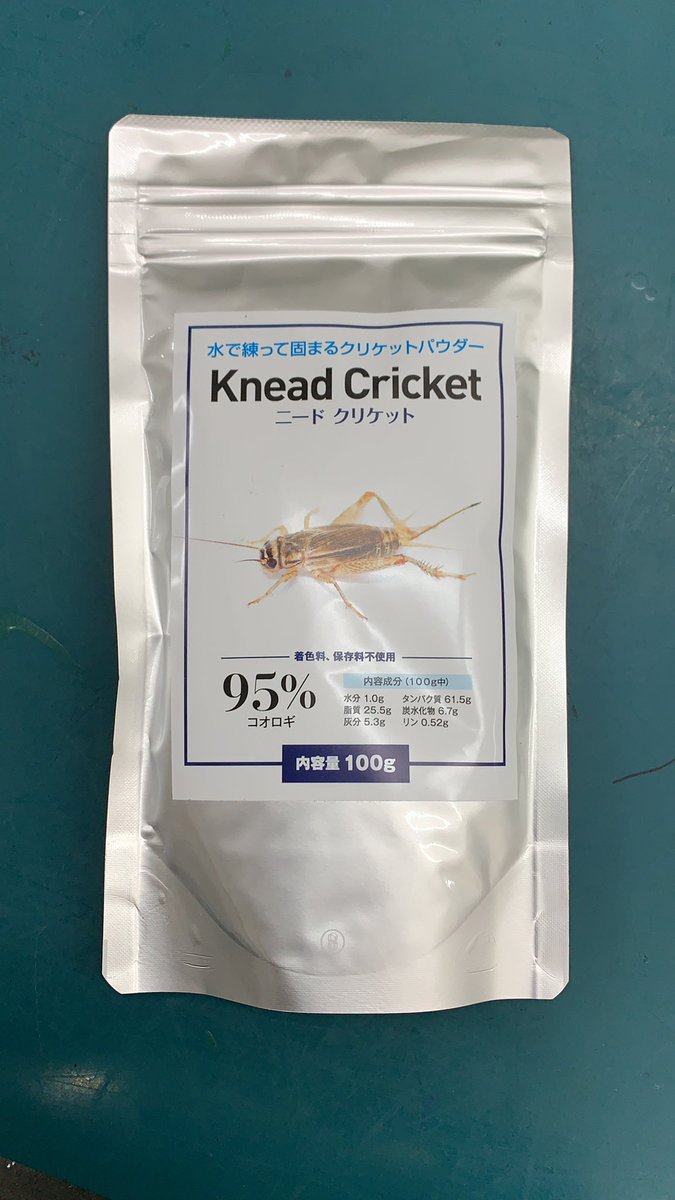 水で練って固まるクリケットパウダー
Knead Cricket
ニード クリケット
着色料、保存料不使用
95%
コオロギ
内容成分（100g中）
水分 1.0g タンパク質 61.5g
脂質 25.5g 炭水化物 6.7g
灰分 5.3g リン 0.52g
内容量 100g